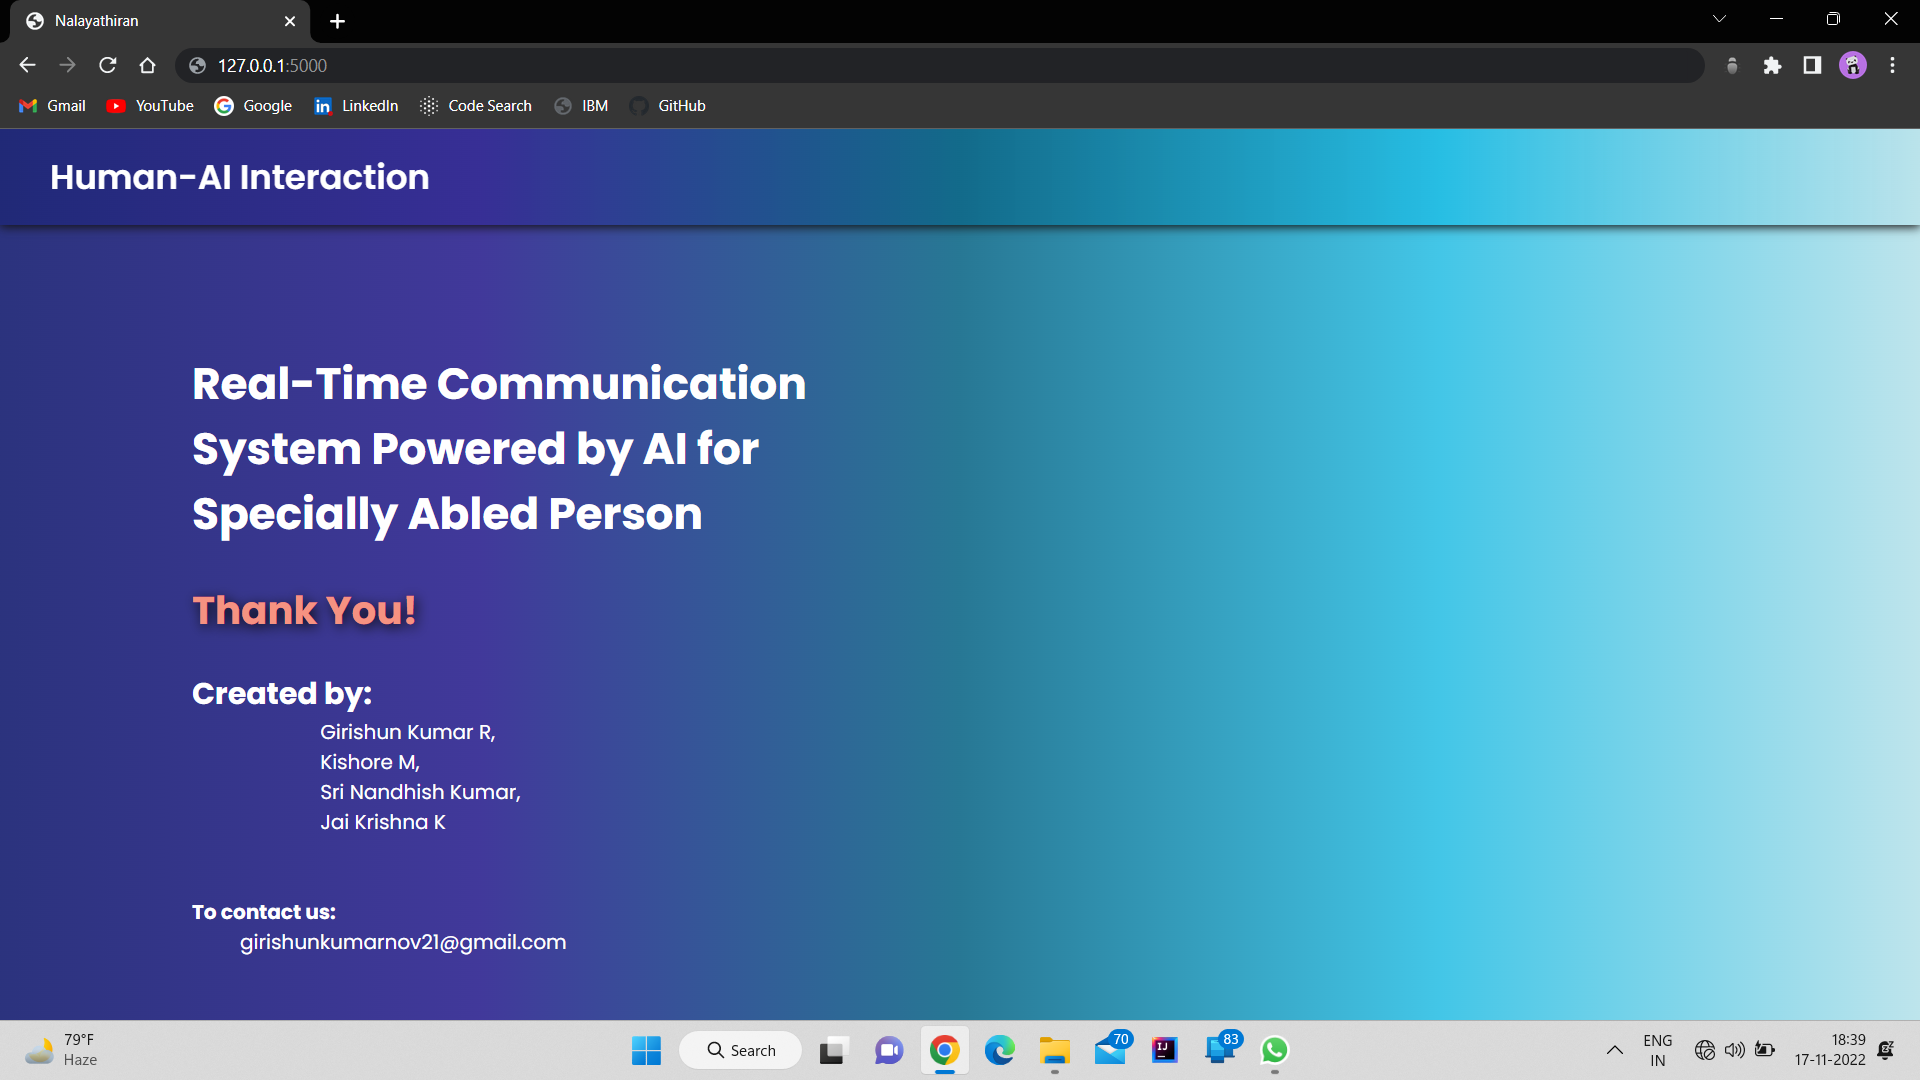 Nalayathiran
127.0.0.1:5000
Gmail YouTube Google LinkedIn Code Search IBM GitHub
Human-AI Interaction
Real-Time Communication
System Powered by AI for
Specially Abled Person
Thank You!
Created by:
Girishun Kumar R,
Kishore M,
Sri Nandhish Kumar,
Jai Krishna K
To contact us:
girishunkumarnov21@gmail.com
79°F
Haze
Search
70
83
ENG
IN
18:39
17-11-2022